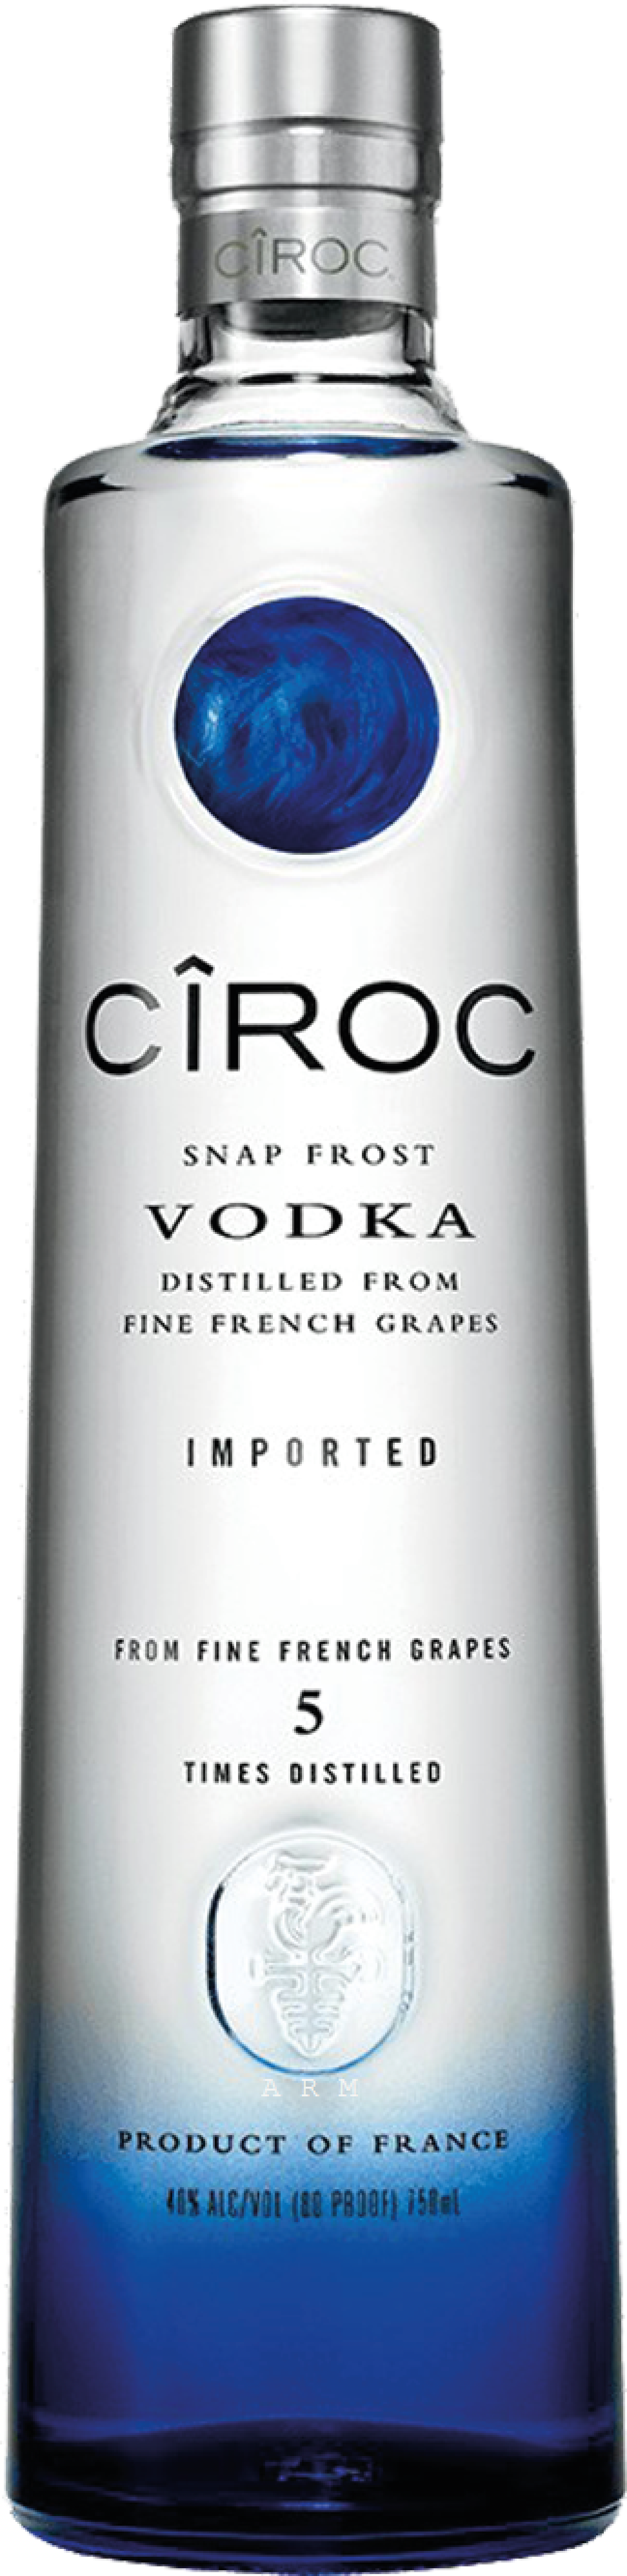 CÎROC
CÎROC
SNAP FROST
VODKA
DISTILLED FROM
FINE FRENCH GRAPES
IMPORTED
FROM FINE FRENCH GRAPES
5
TIMES DISTILLED
ARM
PRODUCT OF FRANCE
40% ALC/VOL (80 PROOF) 750mL